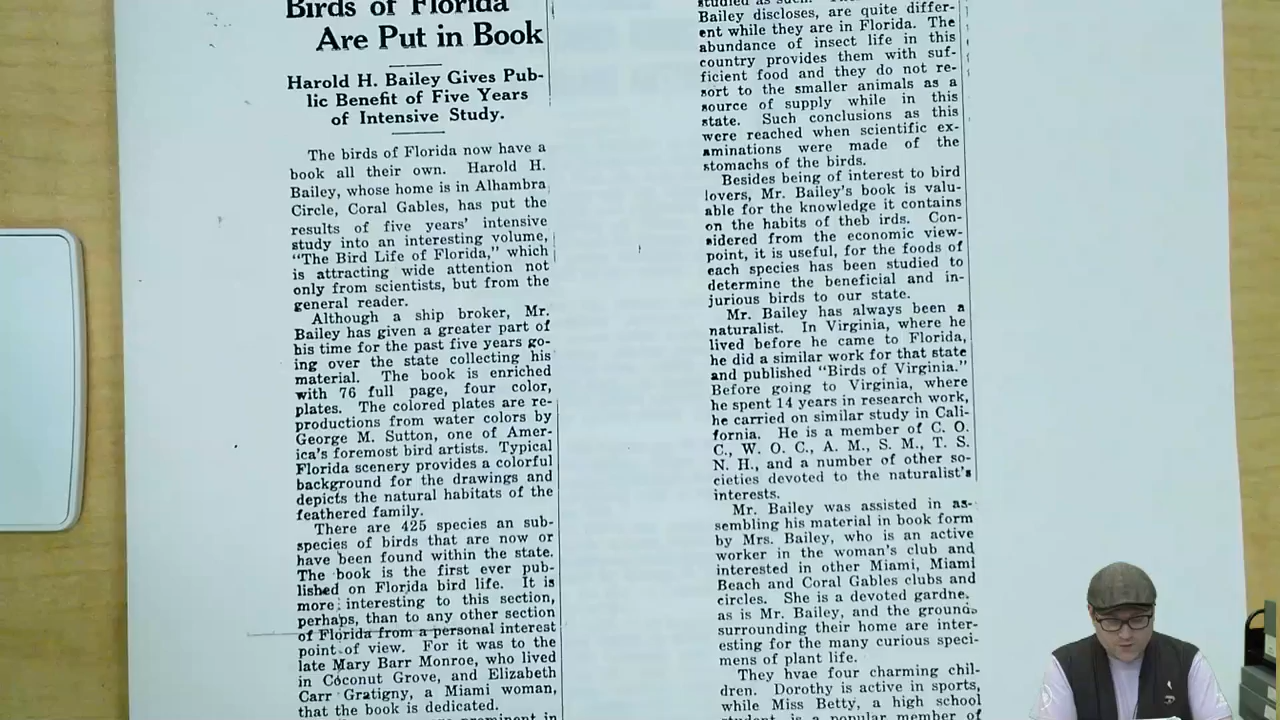 Birds of Florida
Are Put in Book
Harold H. Bailey Gives Pub-
lic Benefit of Five Years
of Intensive Study.
The birds of Florida now have a
book all their own. Harold H.
Bailey, whose home is in Alhambra
Circle, Coral Gables, has put the
results of five years' intensive
study into an interesting volume,
"The Bird Life of Florida," which
is attracting wide attention not
only from scientists, but from the
general reader.
Although a ship broker, Mr.
Bailey has given a greater part of
his time for the past five years go-
ing over the state collecting his
material. The book is enriched
with 76 full page, four color,
plates. The colored plates are re-
productions from water colors by
George M. Sutton, one of Amer-
ica's foremost bird artists. Typical
Florida scenery provides a colorful
background for the drawings and
depicts the natural habitats of the
feathered family.
There are 425 species an sub-
species of birds that are now or
have been found within the state.
The book is the first ever pub-
lished on Florida bird life. It is
more interesting to this section,
perhaps, than to any other section
of Florida from a personal interest
point of view. For it was to the
late Mary Barr Monroe, who lived
in Coconut Grove, and Elizabeth
Carr Gratigny, a Miami woman,
that the book is dedicated.
prominent in
studied as such.
Bailey discloses, are quite differ-
ent while they are in Florida. The
abundance of insect life in this
country provides them with suf-
ficient food and they do not re-
sort to the smaller animals as a
source of supply while in this
state. Such conclusions as this
were reached when scientific ex-
aminations were made of the
stomachs of the birds.
Besides being of interest to bird
lovers, Mr. Bailey's book is valu-
able for the knowledge it contains
on the habits of theb irds. Con-
sidered from the economic view-
point, it is useful, for the foods of
each species has been studied to
determine the beneficial and in-
jurious birds to our state.
Mr. Bailey has always been a
naturalist. In Virginia, where he
lived before he came to Florida,
he did a similar work for that state
and published "Birds of Virginia."
Before going to Virginia, where
he spent 14 years in research work,
he carried on similar study in Cali-
fornia. He is a member of C. O.
C., W. O. C., A. M., S. M., T. S.
N. H., and a number of other so-
cieties devoted to the naturalist's
interests.
Mr. Bailey was assisted in as-
sembling his material in book form
by Mrs. Bailey, who is an active
worker in the woman's club and
interested in other Miami, Miami
Beach and Coral Gables clubs and
circles. She is a devoted gardne.
as is Mr. Bailey, and the grounds
surrounding their home are inter-
esting for the many curious speci-
mens of plant life.
They hvae four charming chil-
dren. Dorothy is active in sports,
while Miss Betty, a high school
student, is a popular member of